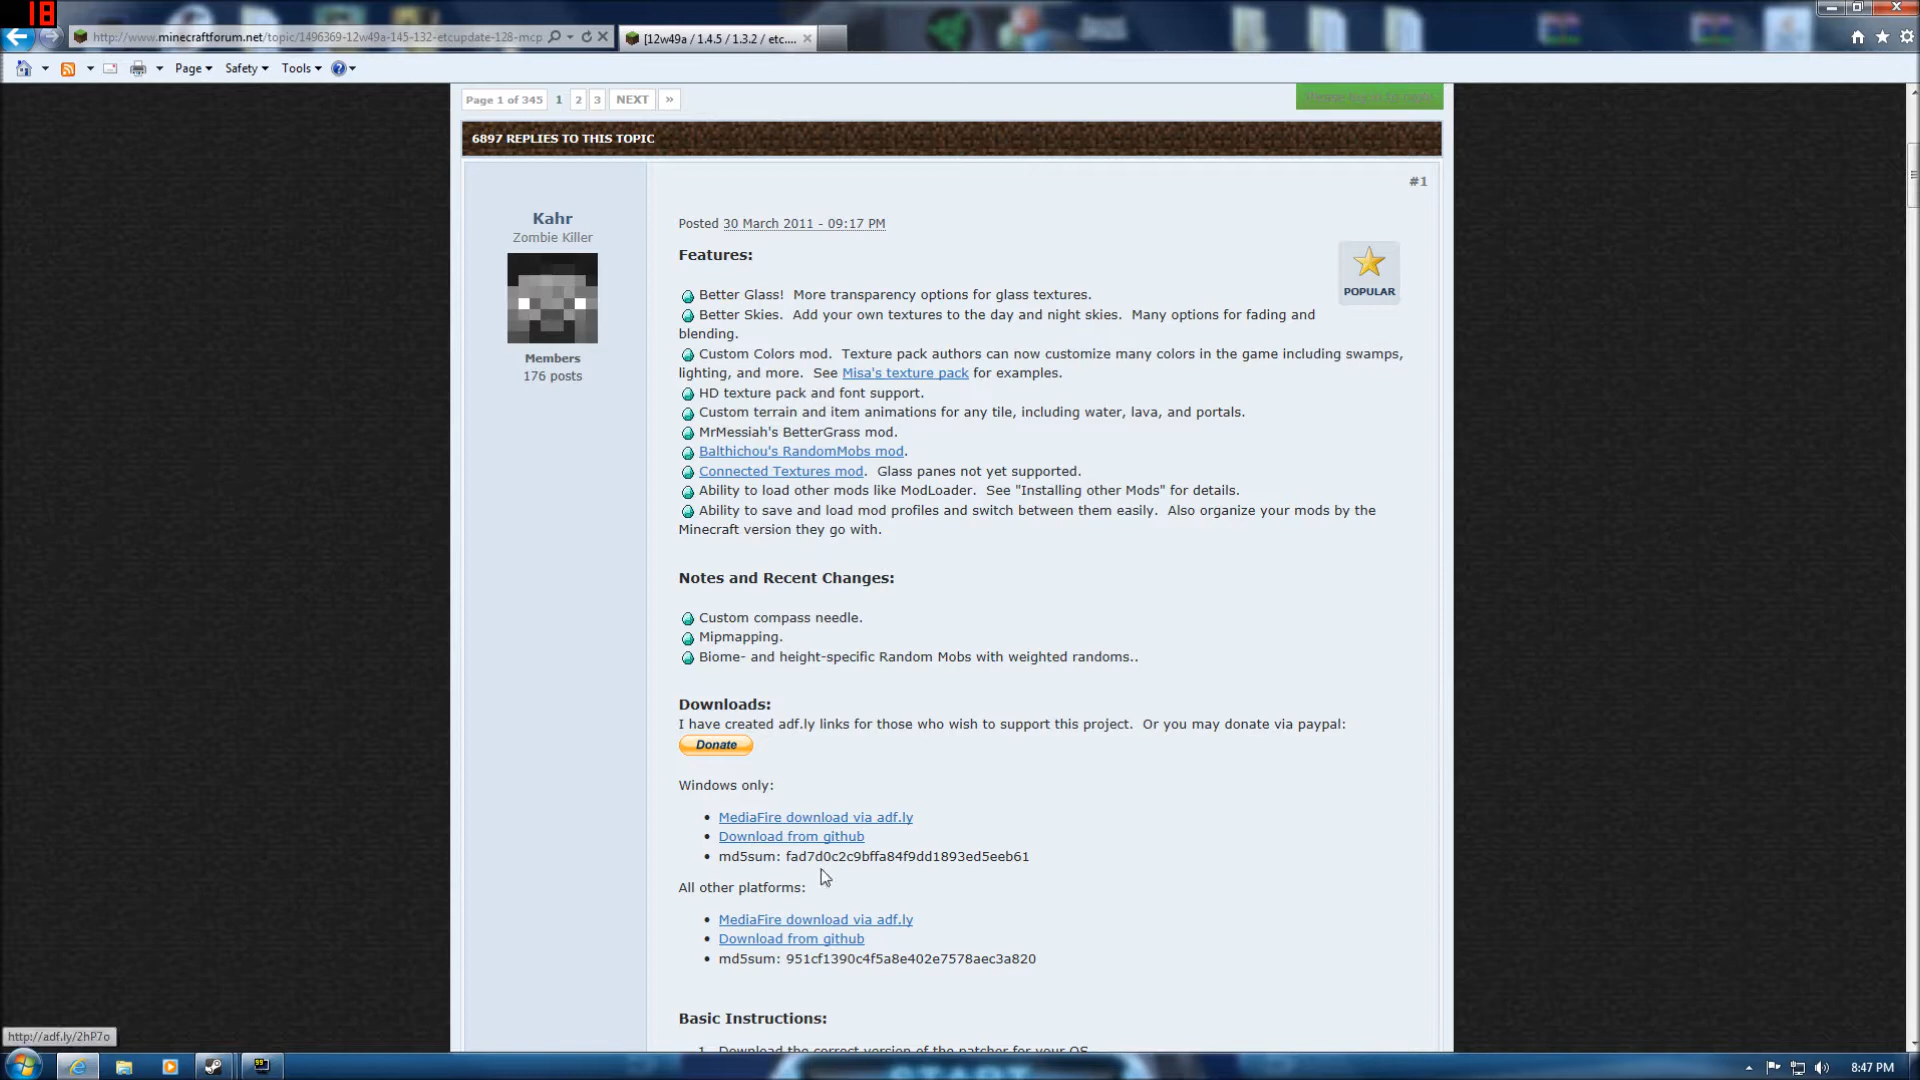 18
http://www.minecraftforum.net/topic/1496369-12w49a-145-132-etcupdate-128-mcp
[12w49a / 1.4.5 / 1.3.2 / etc....
Page Safety Tools
Page 1 of 345 1 2 3 NEXT »
6897 REPLIES TO THIS TOPIC
#1
Kahr
Zombie Killer
Members
176 posts
Posted 30 March 2011 - 09:17 PM
Features:
POPULAR
Better Glass! More transparency options for glass textures.
Better Skies. Add your own textures to the day and night skies. Many options for fading and
blending.
Custom Colors mod. Texture pack authors can now customize many colors in the game including swamps,
lighting, and more. See Misa's texture pack for examples.
HD texture pack and font support.
Custom terrain and item animations for any tile, including water, lava, and portals.
MrMessiah's BetterGrass mod.
Balthichou's RandomMobs mod.
Connected Textures mod. Glass panes not yet supported.
Ability to load other mods like ModLoader. See "Installing other Mods" for details.
Ability to save and load mod profiles and switch between them easily. Also organize your mods by the
Minecraft version they go with.
Notes and Recent Changes:
Custom compass needle.
Mipmapping.
Biome- and height-specific Random Mobs with weighted randoms..
Downloads:
I have created adf.ly links for those who wish to support this project. Or you may donate via paypal:
Donate
Windows only:
• MediaFire download via adf.ly
• Download from github
• md5sum: fad7d0c2c9bffa84f9dd1893ed5eeb61
All other platforms:
• MediaFire download via adf.ly
• Download from github
• md5sum: 951cf1390c4f5a8e402e7578aec3a820
Basic Instructions:
1. Download the correct version of the patcher for your OS.
http://adf.ly/2hP7o
START
8:47 PM